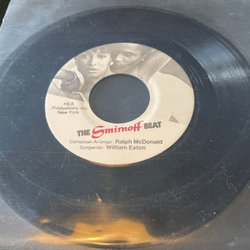 HEA
Productions, Inc.
New York
THE Smirnoff BEAT
Composer-Arranger: Ralph McDonald
Songwriter: William Eaton